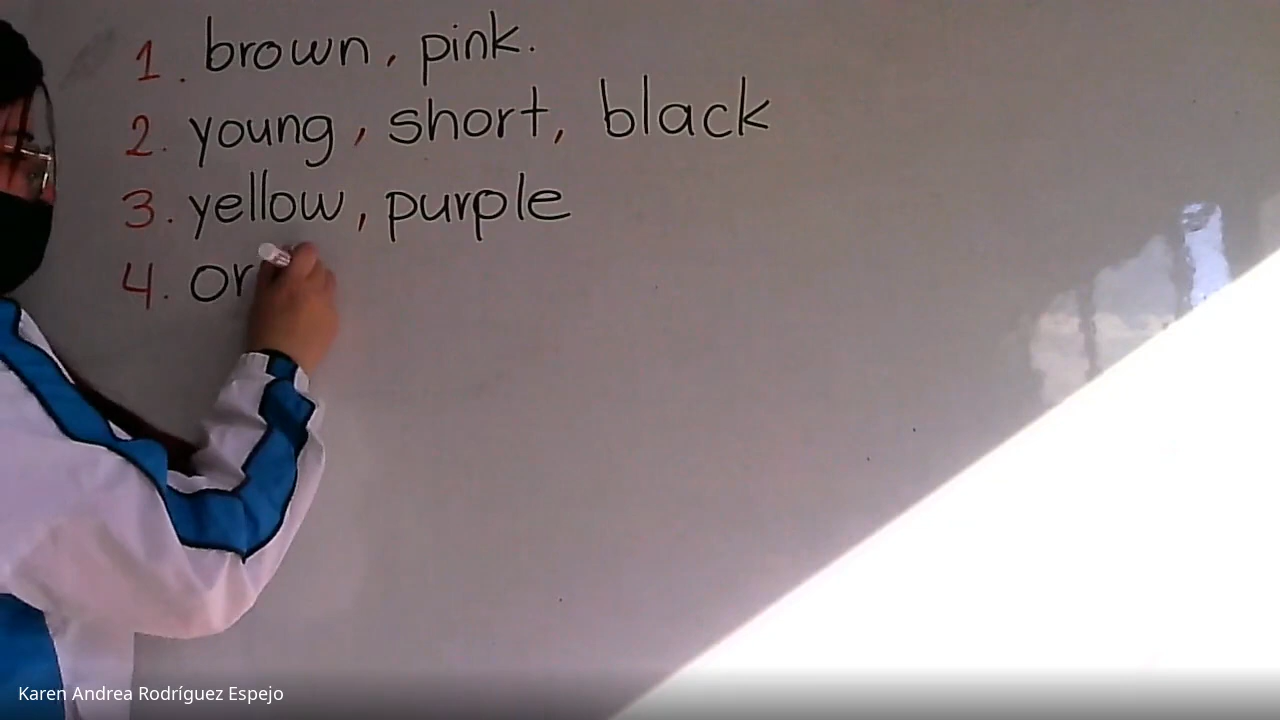 1. brown, pink.
2. young, short, black
3. yellow, purple
4. or
Karen Andrea Rodríguez Espejo